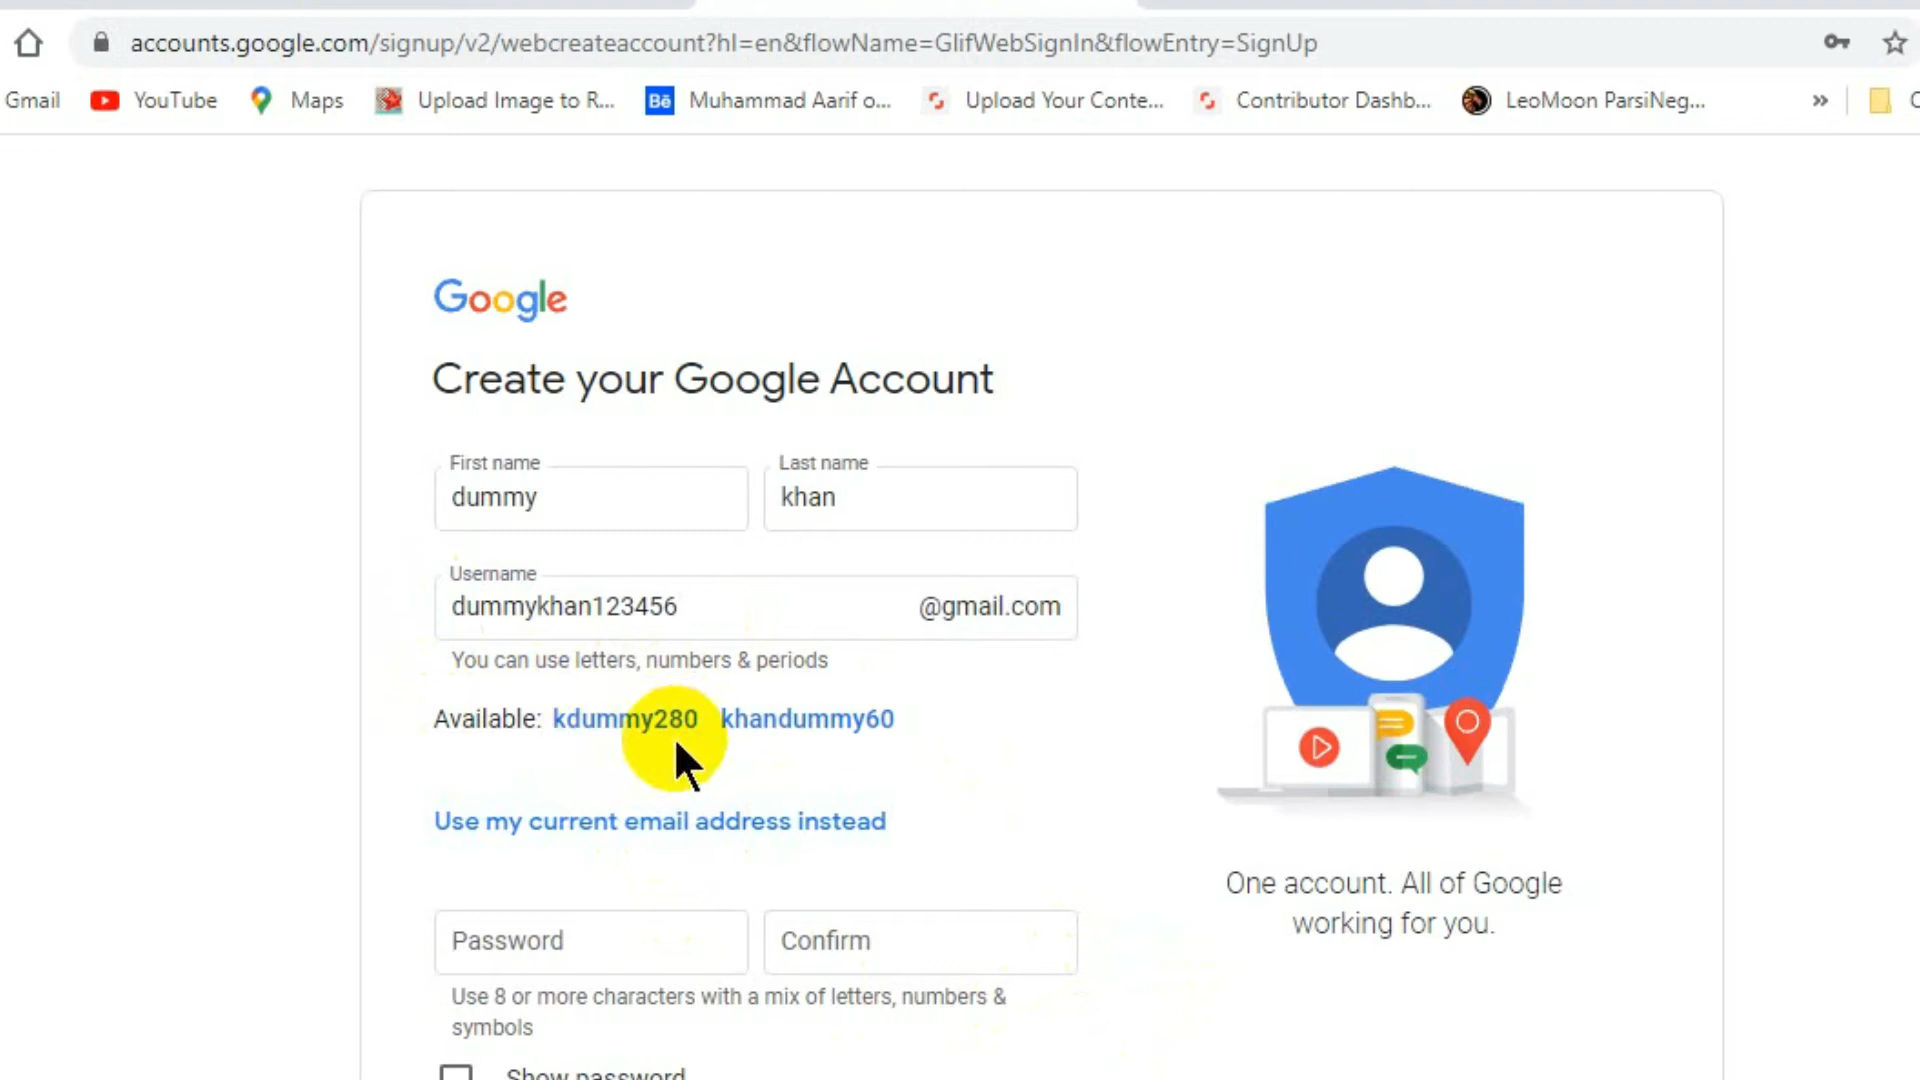 accounts.google.com/signup/v2/webcreateaccount?hl=en&flowName=GlifWebSignIn&flowEntry=SignUp
Gmail YouTube Maps Upload Image to R... Bē Muhammad Aarif o... Upload Your Conte... Contributor Dashb... LeoMoon ParsiNeg... »
Google
Create your Google Account
First name Last name
dummy khan
Username
dummykhan123456 @gmail.com
You can use letters, numbers & periods
Available: kdummy280 khandummy60
Use my current email address instead
One account. All of Google
working for you.
Password Confirm
Use 8 or more characters with a mix of letters, numbers &
symbols
Show password